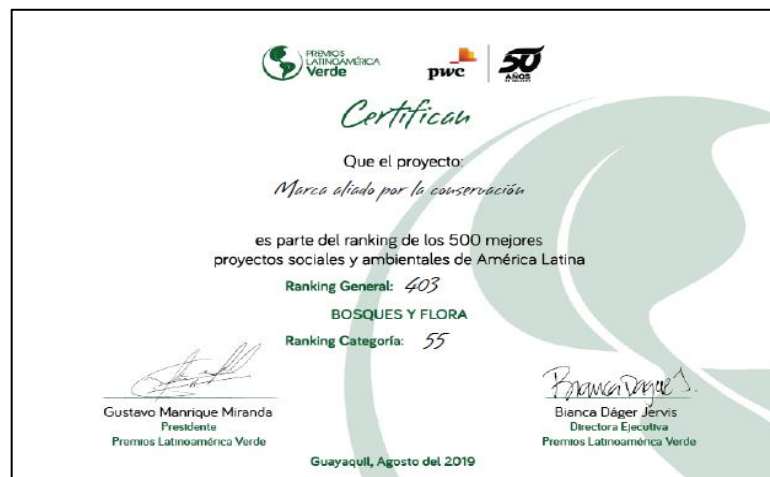 PREMIOS
LATINOAMÉRICA
Verde
pwc
50
AÑOS
Certifican
Que el proyecto:
Marca aliado por la conservación
es parte del ranking de los 500 mejores
proyectos sociales y ambientales de América Latina
Ranking General: 403
BOSQUES Y FLORA
Ranking Categoría: 55
Gustavo Manrique Miranda
Presidente
Premios Latinoamérica Verde
Bianca Dáger J.
Bianca Dáger Jervis
Directora Ejecutiva
Premios Latinoamérica Verde
Guayaquil, Agosto del 2019